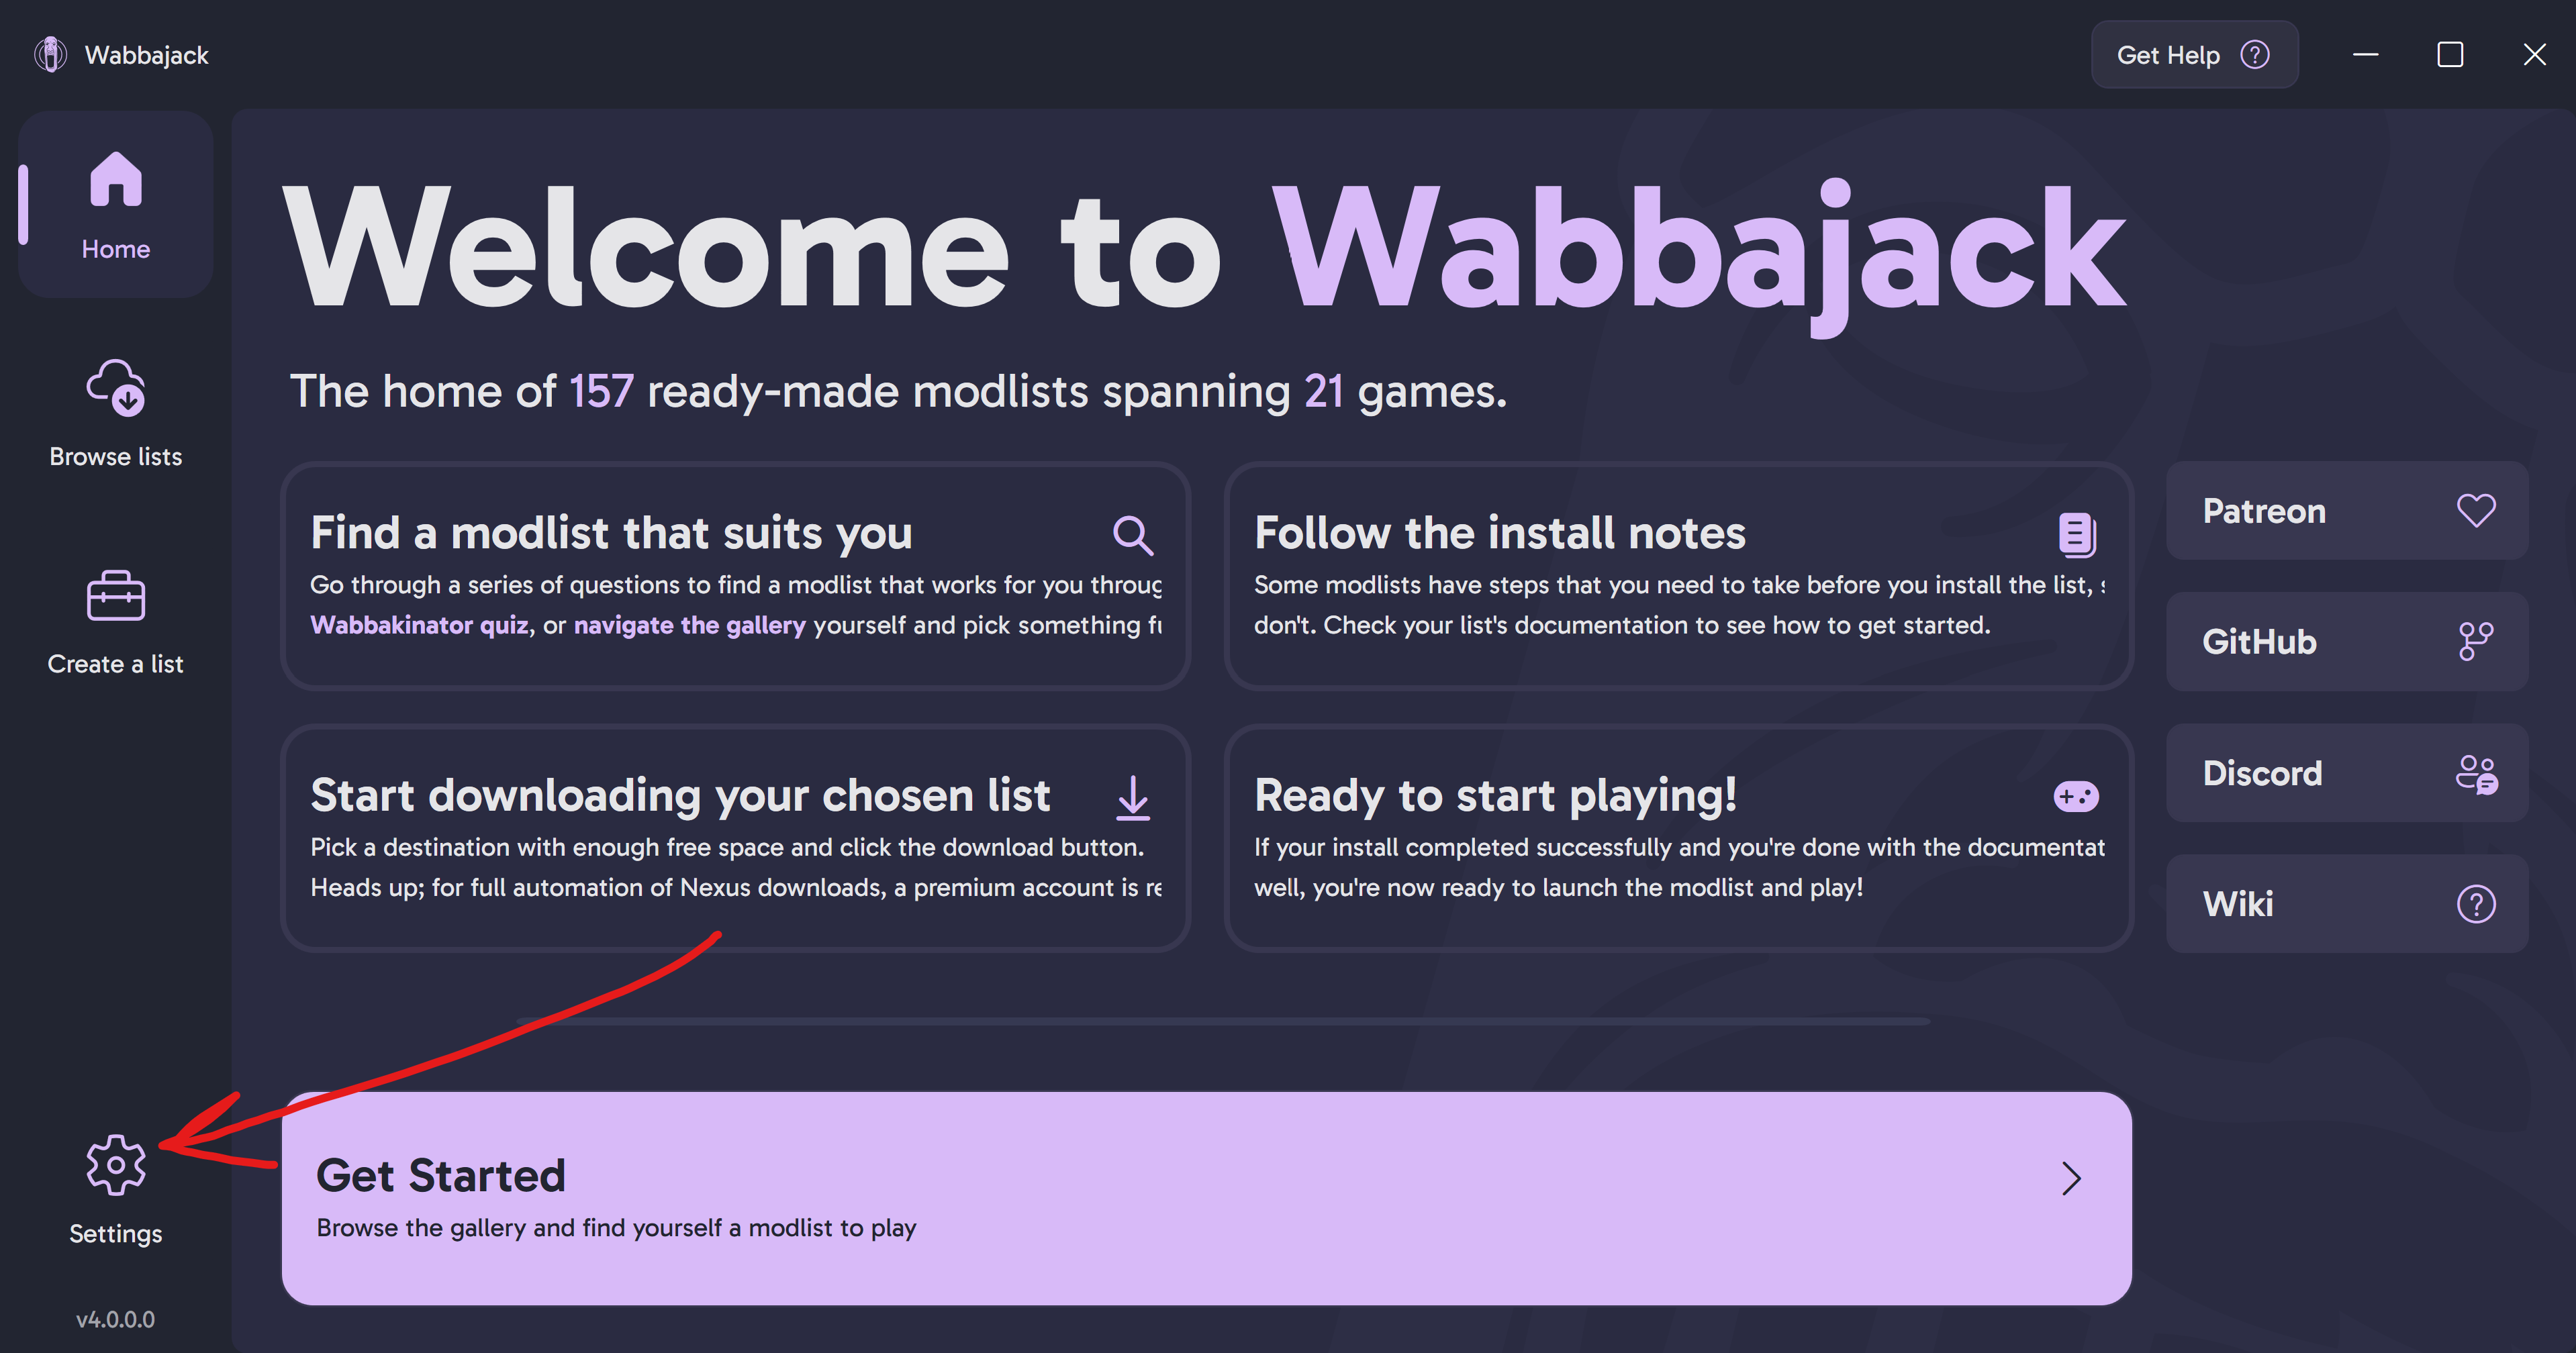 Wabbajack
Get Help
Home
Browse lists
Create a list
Settings
v4.0.0.0
Welcome to Wabbajack
The home of 157 ready-made modlists spanning 21 games.
Find a modlist that suits you
Go through a series of questions to find a modlist that works for you throug
Wabbakinator quiz, or navigate the gallery yourself and pick something fu
Follow the install notes
Some modlists have steps that you need to take before you install the list, s
don't. Check your list's documentation to see how to get started.
Start downloading your chosen list
Pick a destination with enough free space and click the download button.
Heads up; for full automation of Nexus downloads, a premium account is re
Ready to start playing!
If your install completed successfully and you're done with the documentat
well, you're now ready to launch the modlist and play!
Patreon
GitHub
Discord
Wiki
Get Started
Browse the gallery and find yourself a modlist to play